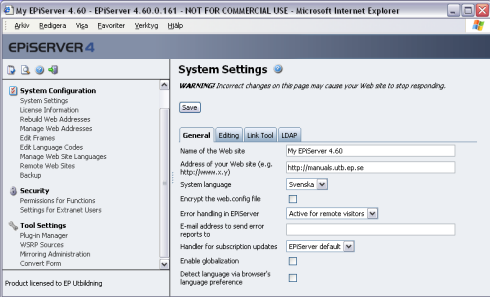 My EPiServer 4.60 - EPiServer 4.60.0.161 - NOT FOR COMMERCIAL USE - Microsoft Internet Explorer
Arkiv Redigera Visa Favoriter Verktyg Hjälp
EPiSERVER 4
System Configuration
System Settings
License Information
Rebuild Web Addresses
Manage Web Addresses
Edit Frames
Edit Language Codes
Manage Web Site Languages
Remote Web Sites
Backup
Security
Permissions for Functions
Settings for Extranet Users
Tool Settings
Plug-in Manager
WSRP Sources
Mirroring Administration
Convert Form
Product licensed to EP Utbildning
System Settings
WARNING! Incorrect changes on this page may cause your Web site to stop responding.
Save
General Editing Link Tool LDAP
Name of the Web site My EPiServer 4.60
Address of your Web site (e.g.
http://www.x.y) http://manuals.utb.ep.se
System language Svenska
Encrypt the web.config file
Error handling in EPiServer Active for remote visitors
E-mail address to send error
reports to
Handler for subscription updates EPiServer default
Enable globalization
Detect language via browser's
language preference